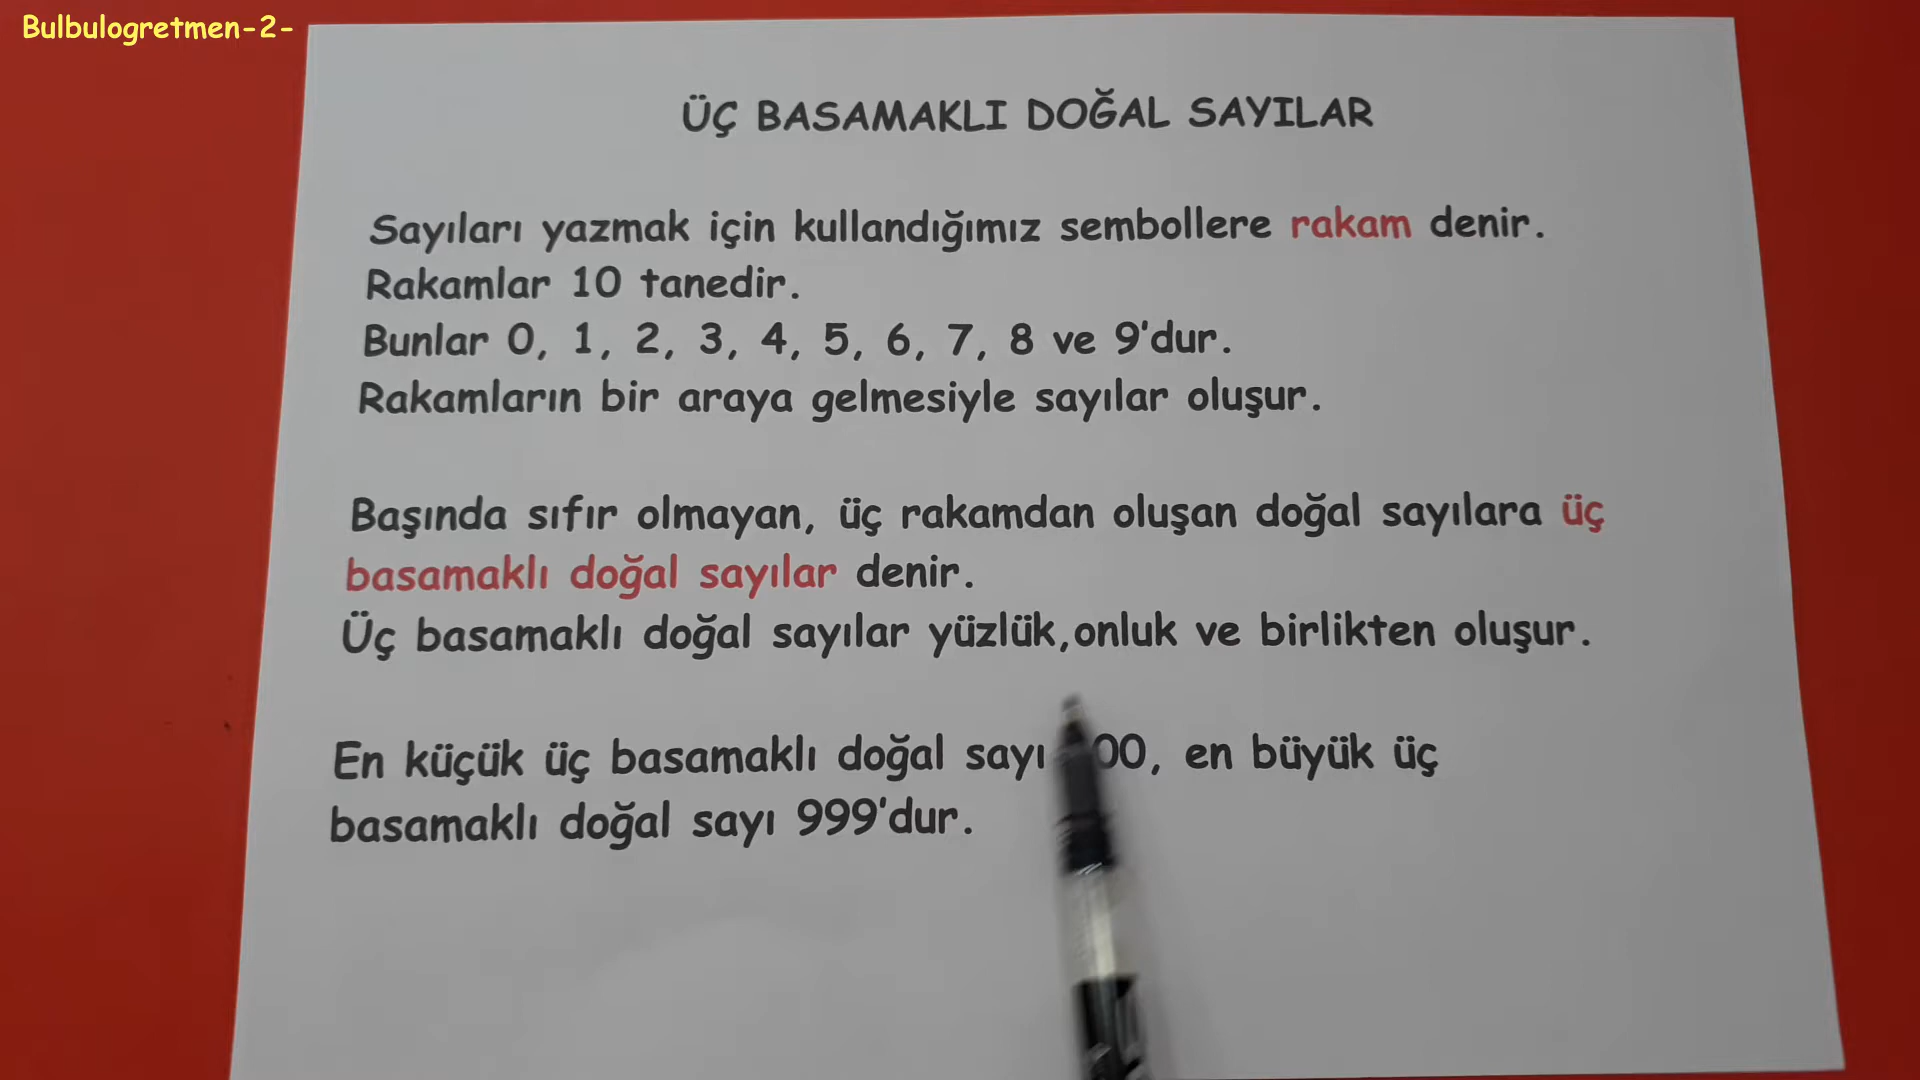 Bulbulogretmen-2-
ÜÇ BASAMAKLI DOĞAL SAYILAR
Sayıları yazmak için kullandığımız sembollere rakam denir.
Rakamlar 10 tanedir.
Bunlar 0, 1, 2, 3, 4, 5, 6, 7, 8 ve 9'dur.
Rakamların bir araya gelmesiyle sayılar oluşur.
Başında sıfır olmayan, üç rakamdan oluşan doğal sayılara üç
basamaklı doğal sayılar denir.
Üç basamaklı doğal sayılar yüzlük,onluk ve birlikten oluşur.
En küçük üç basamaklı doğal sayı 00, en büyük üç
basamaklı doğal sayı 999'dur.